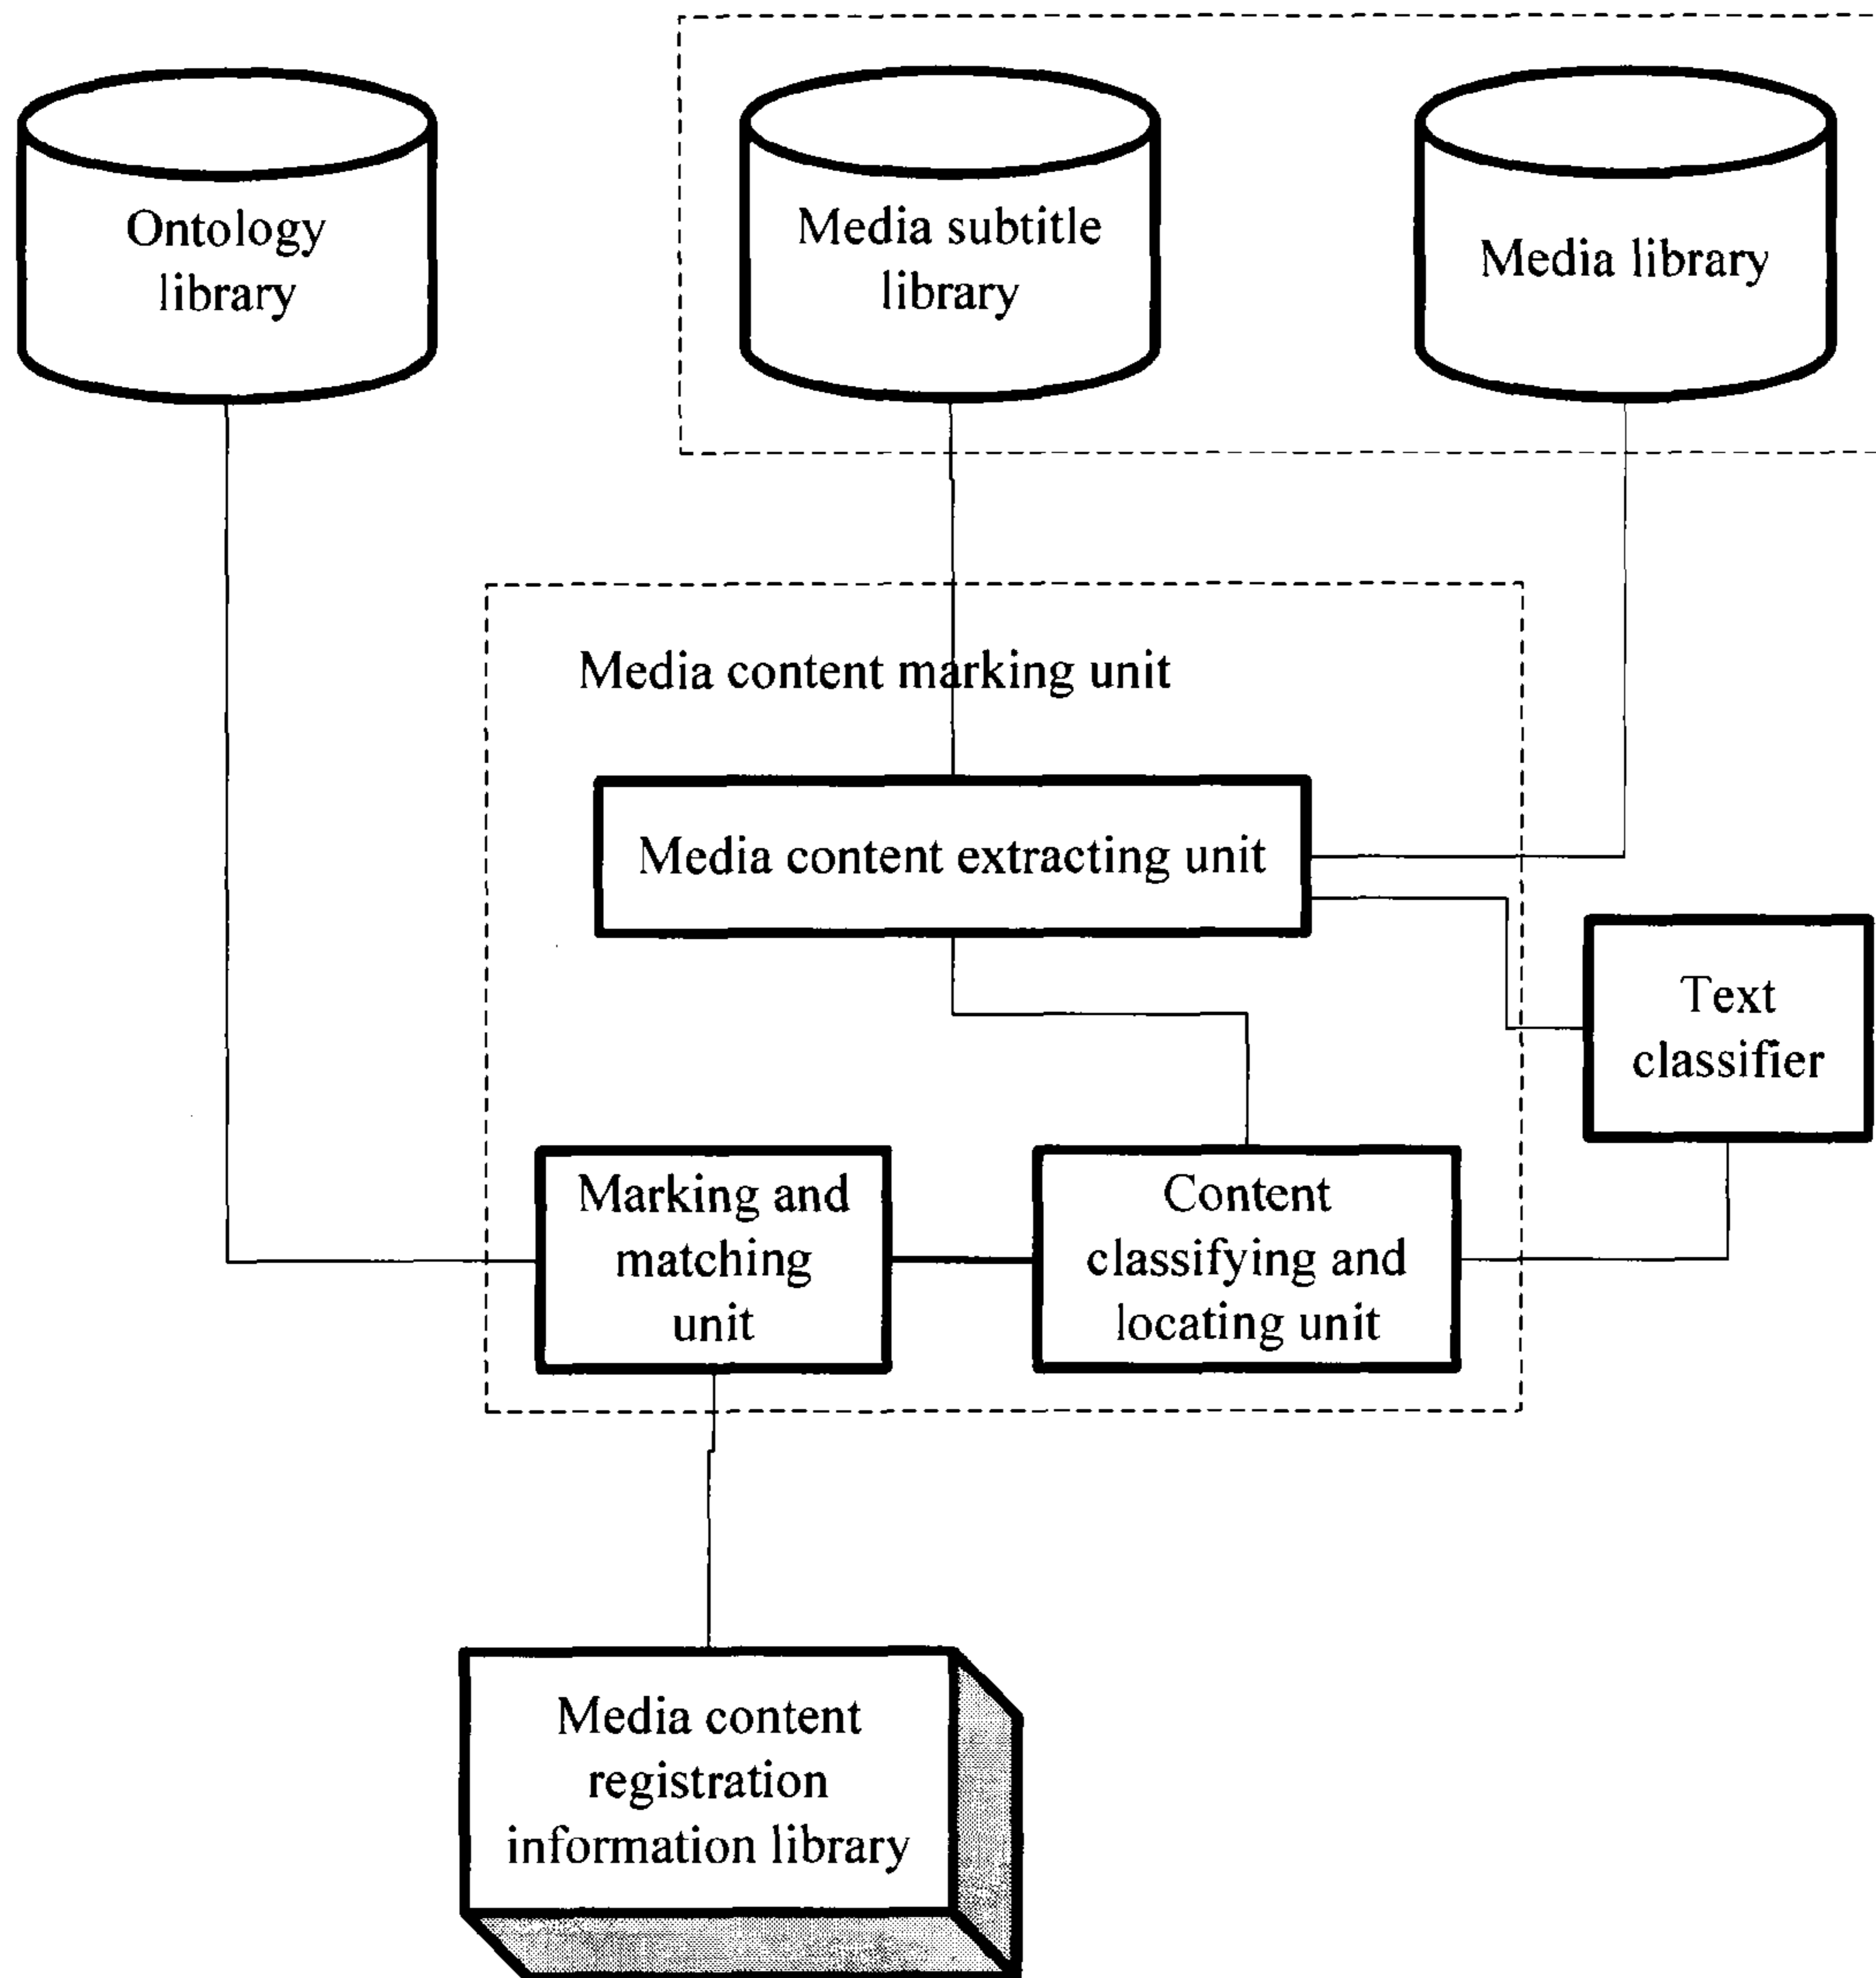 Ontology
library
Media subtitle
library
Media library
Media content marking unit
Media content extracting unit
Text
classifier
Marking and
matching
unit
Content
classifying and
locating unit
Media content
registration
information library